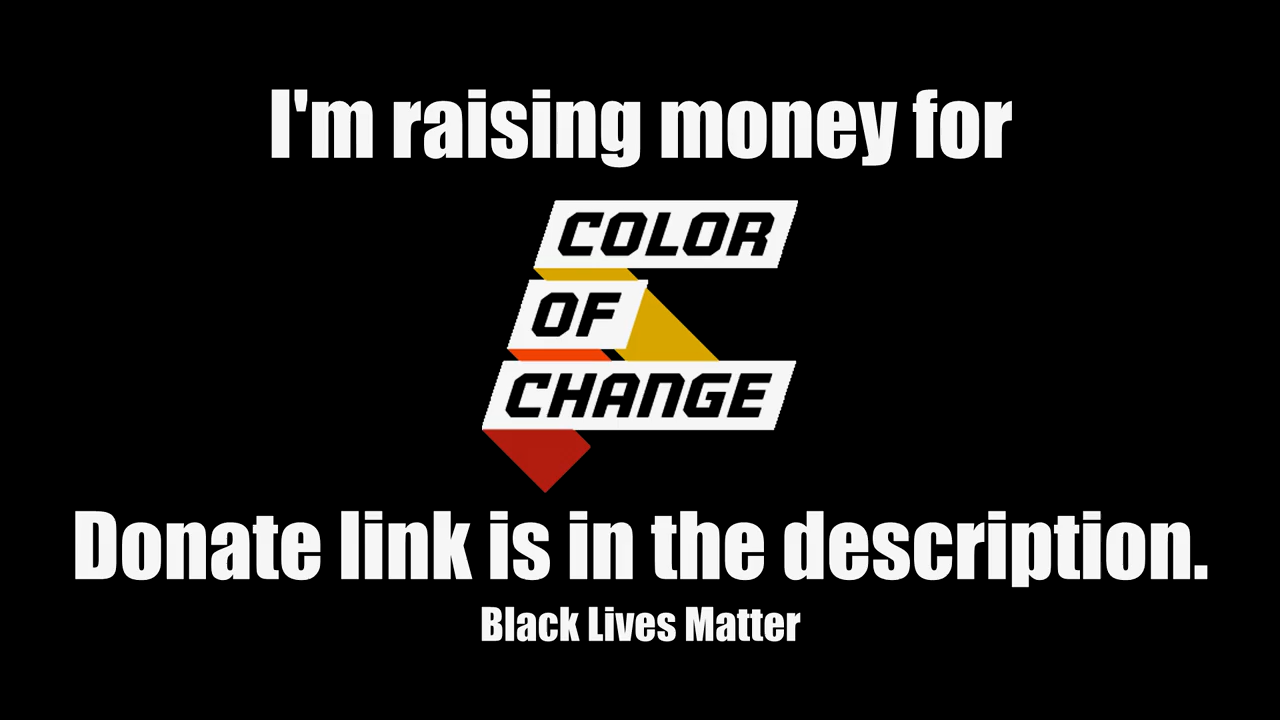 I'm raising money for
COLOR
OF
CHANGE
Donate link is in the description.
Black Lives Matter